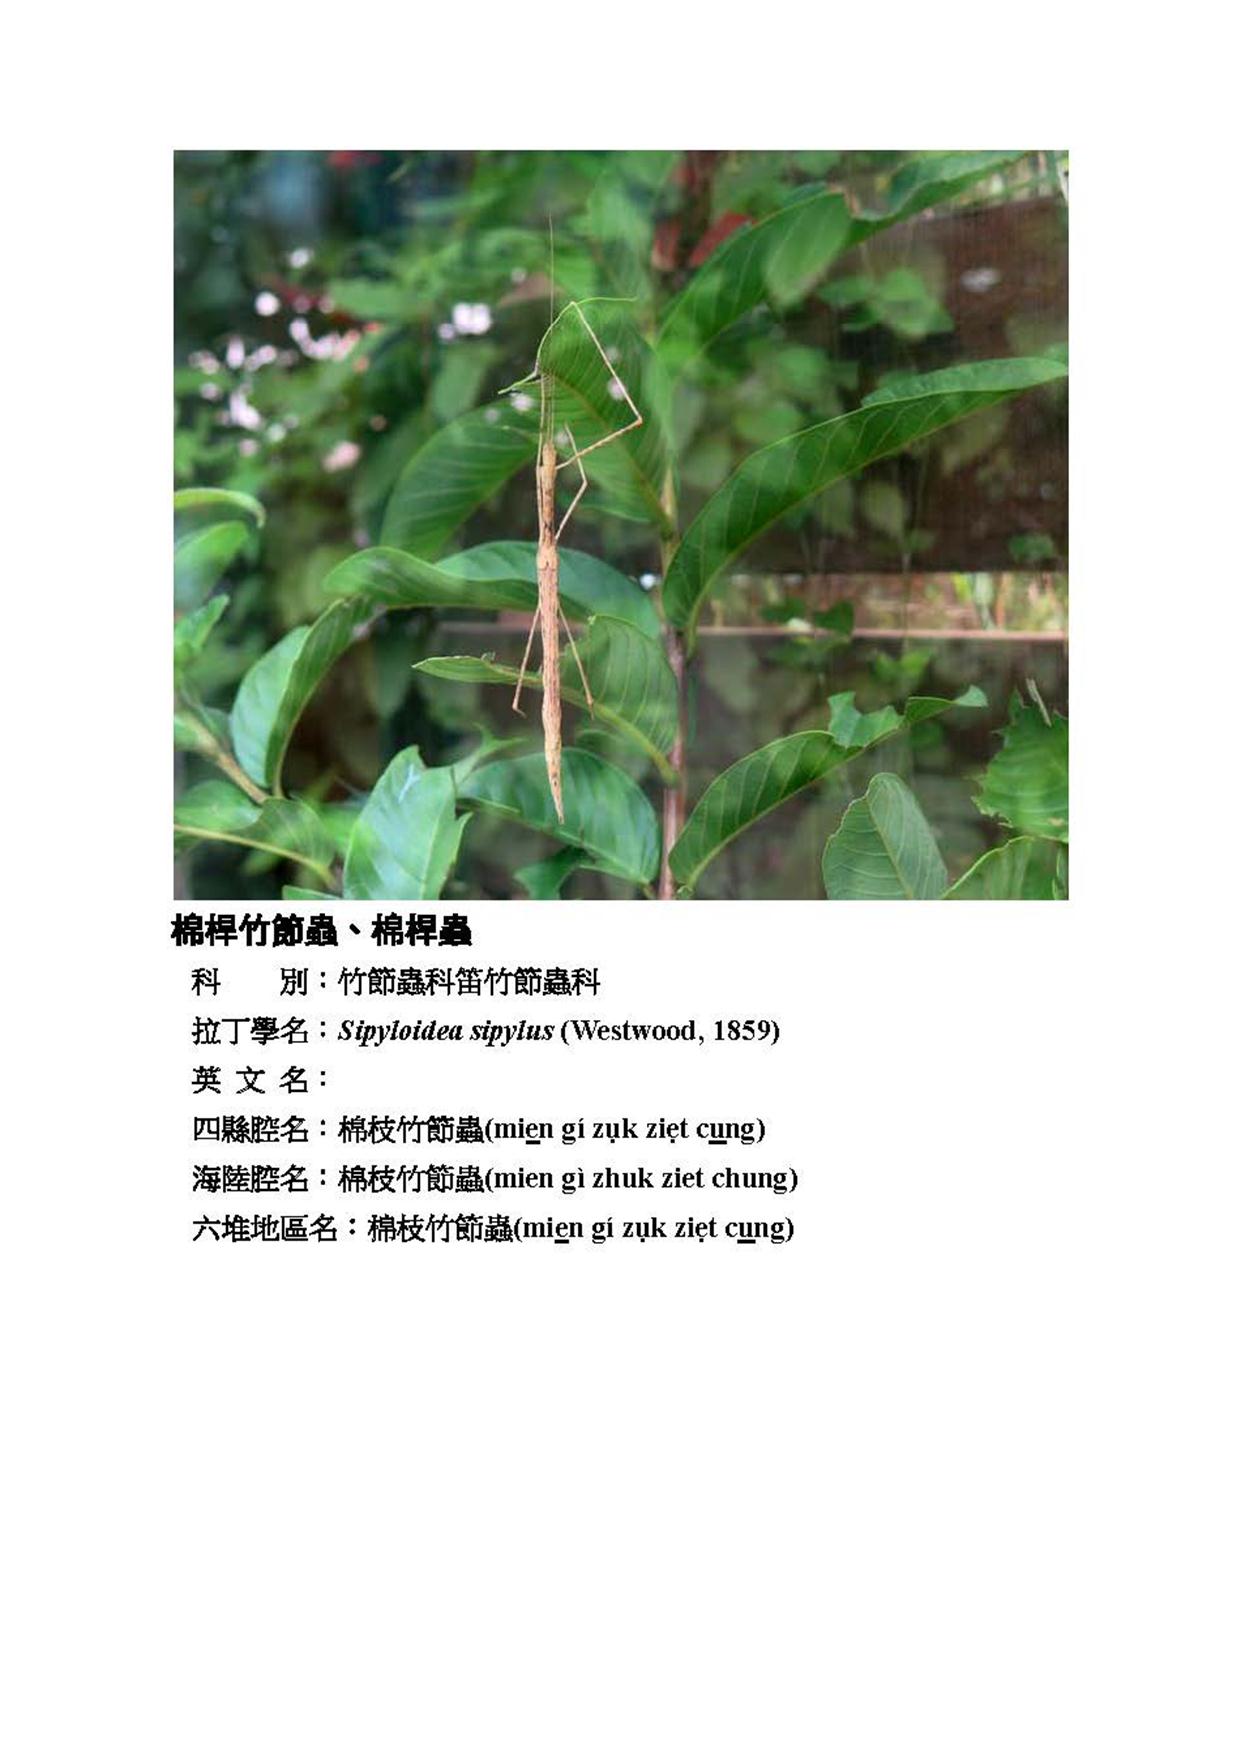 棉桿竹節蟲、棉桿蟲
科　　別：竹節蟲科笛竹節蟲科
拉丁學名：Sipyloidea sipylus (Westwood, 1859)
英 文 名：
四縣腔名：棉枝竹節蟲(mien gí zụk ziẹt cung)
海陸腔名：棉枝竹節蟲(mien gì zhuk ziet chung)
六堆地區名：棉枝竹節蟲(mien gí zụk ziẹt cung)